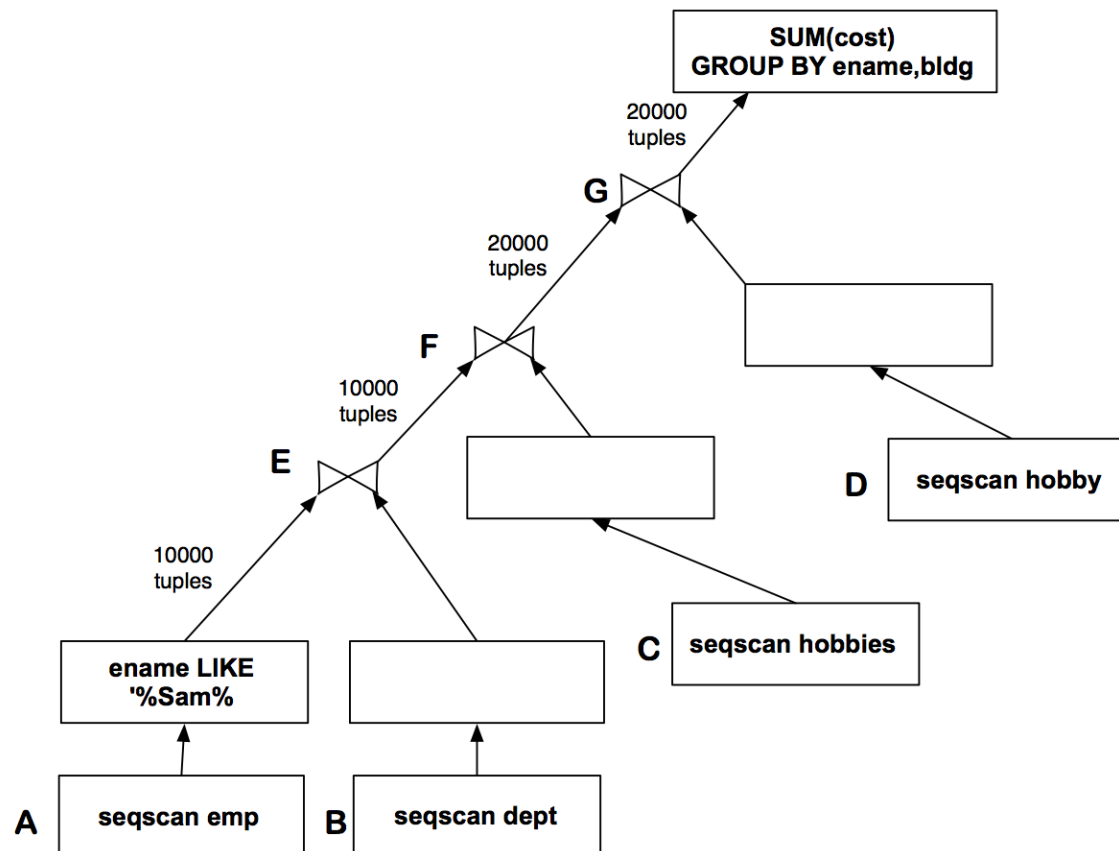 SUM(cost)
GROUP BY ename,bldg
20000
tuples
G
20000
tuples
F
10000
tuples
E
D
seqscan hobby
10000
tuples
C
seqscan hobbies
ename LIKE
'%Sam%
A
seqscan emp
B
seqscan dept